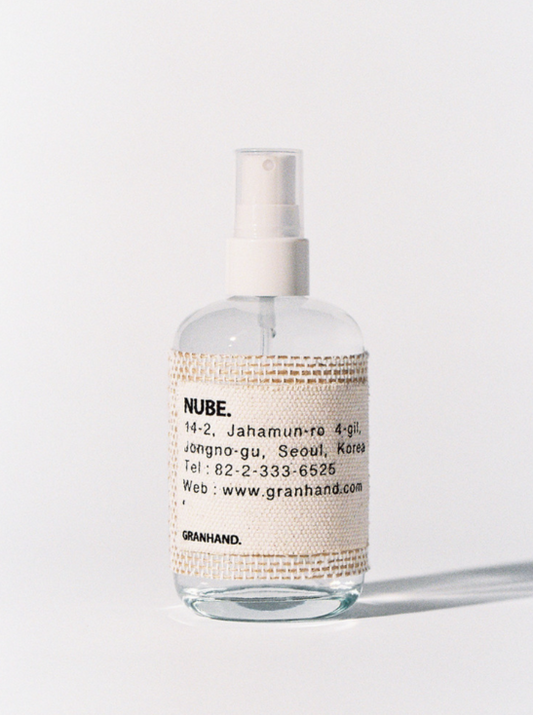 NUBE.
14-2, Jahamun-ro 4-gil,
Jongno-gu, Seoul, Korea
Tel : 82-2-333-6525
Web : www.granhand.com
GRANHAND.